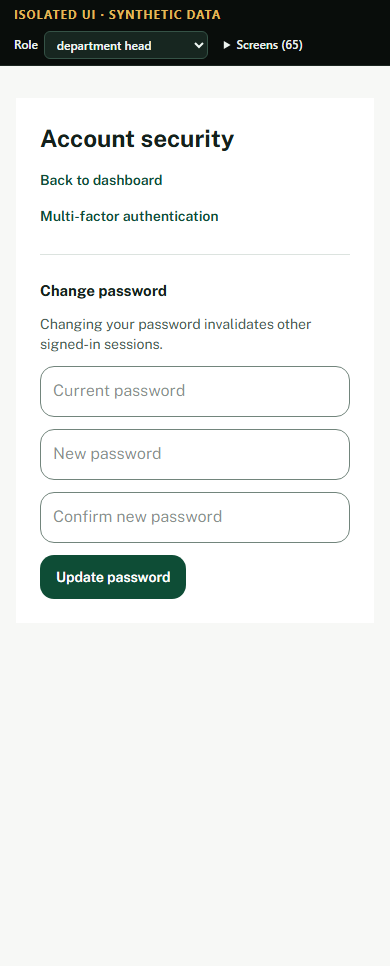 ISOLATED UI · SYNTHETIC DATA
Role department head ▶ Screens (65)
Account security
Back to dashboard
Multi-factor authentication
Change password
Changing your password invalidates other
signed-in sessions.
Current password
New password
Confirm new password
Update password